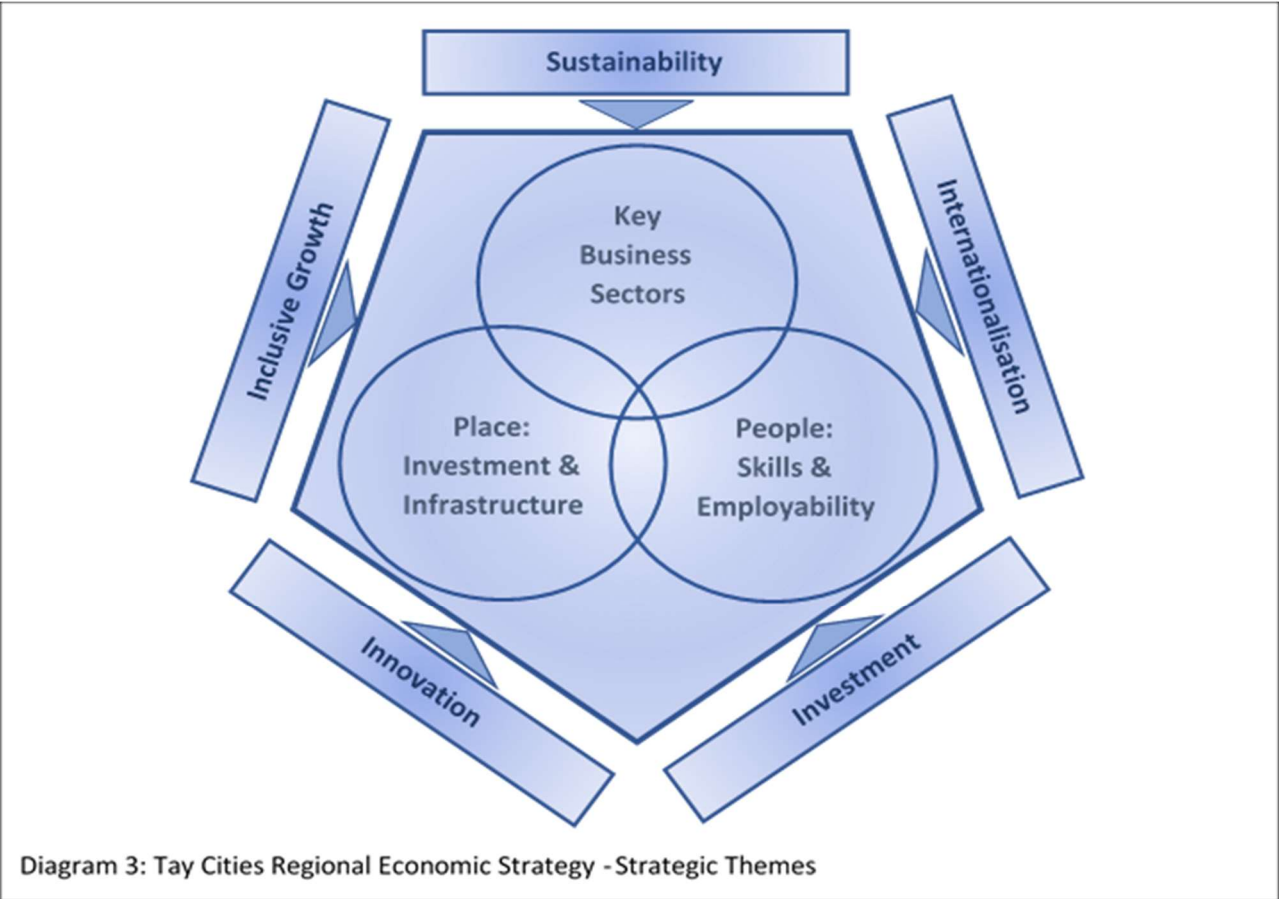 Sustainability
Inclusive Growth
Internationalisation
Key
Business
Sectors
Place:
Investment &
Infrastructure
People:
Skills &
Employability
Innovation
Investment
Diagram 3: Tay Cities Regional Economic Strategy - Strategic Themes